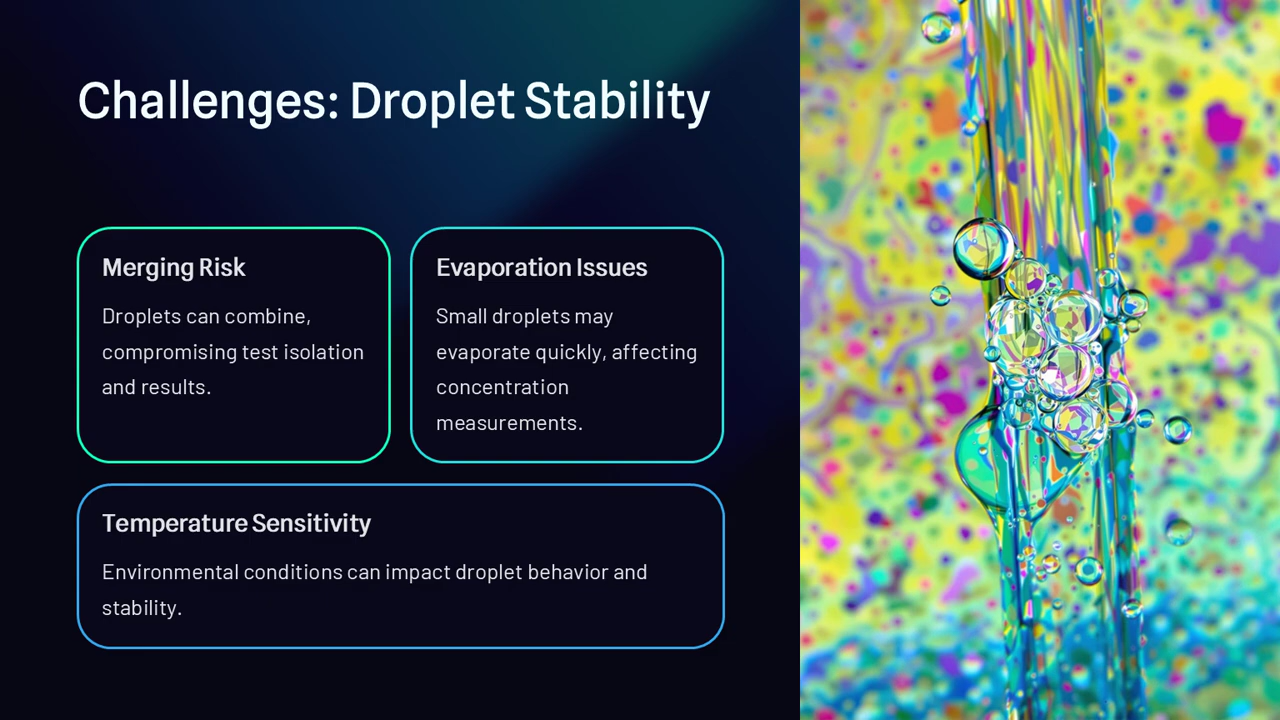 Challenges: Droplet Stability
Merging Risk
Droplets can combine,
compromising test isolation
and results.
Evaporation Issues
Small droplets may
evaporate quickly, affecting
concentration
measurements.
Temperature Sensitivity
Environmental conditions can impact droplet behavior and
stability.